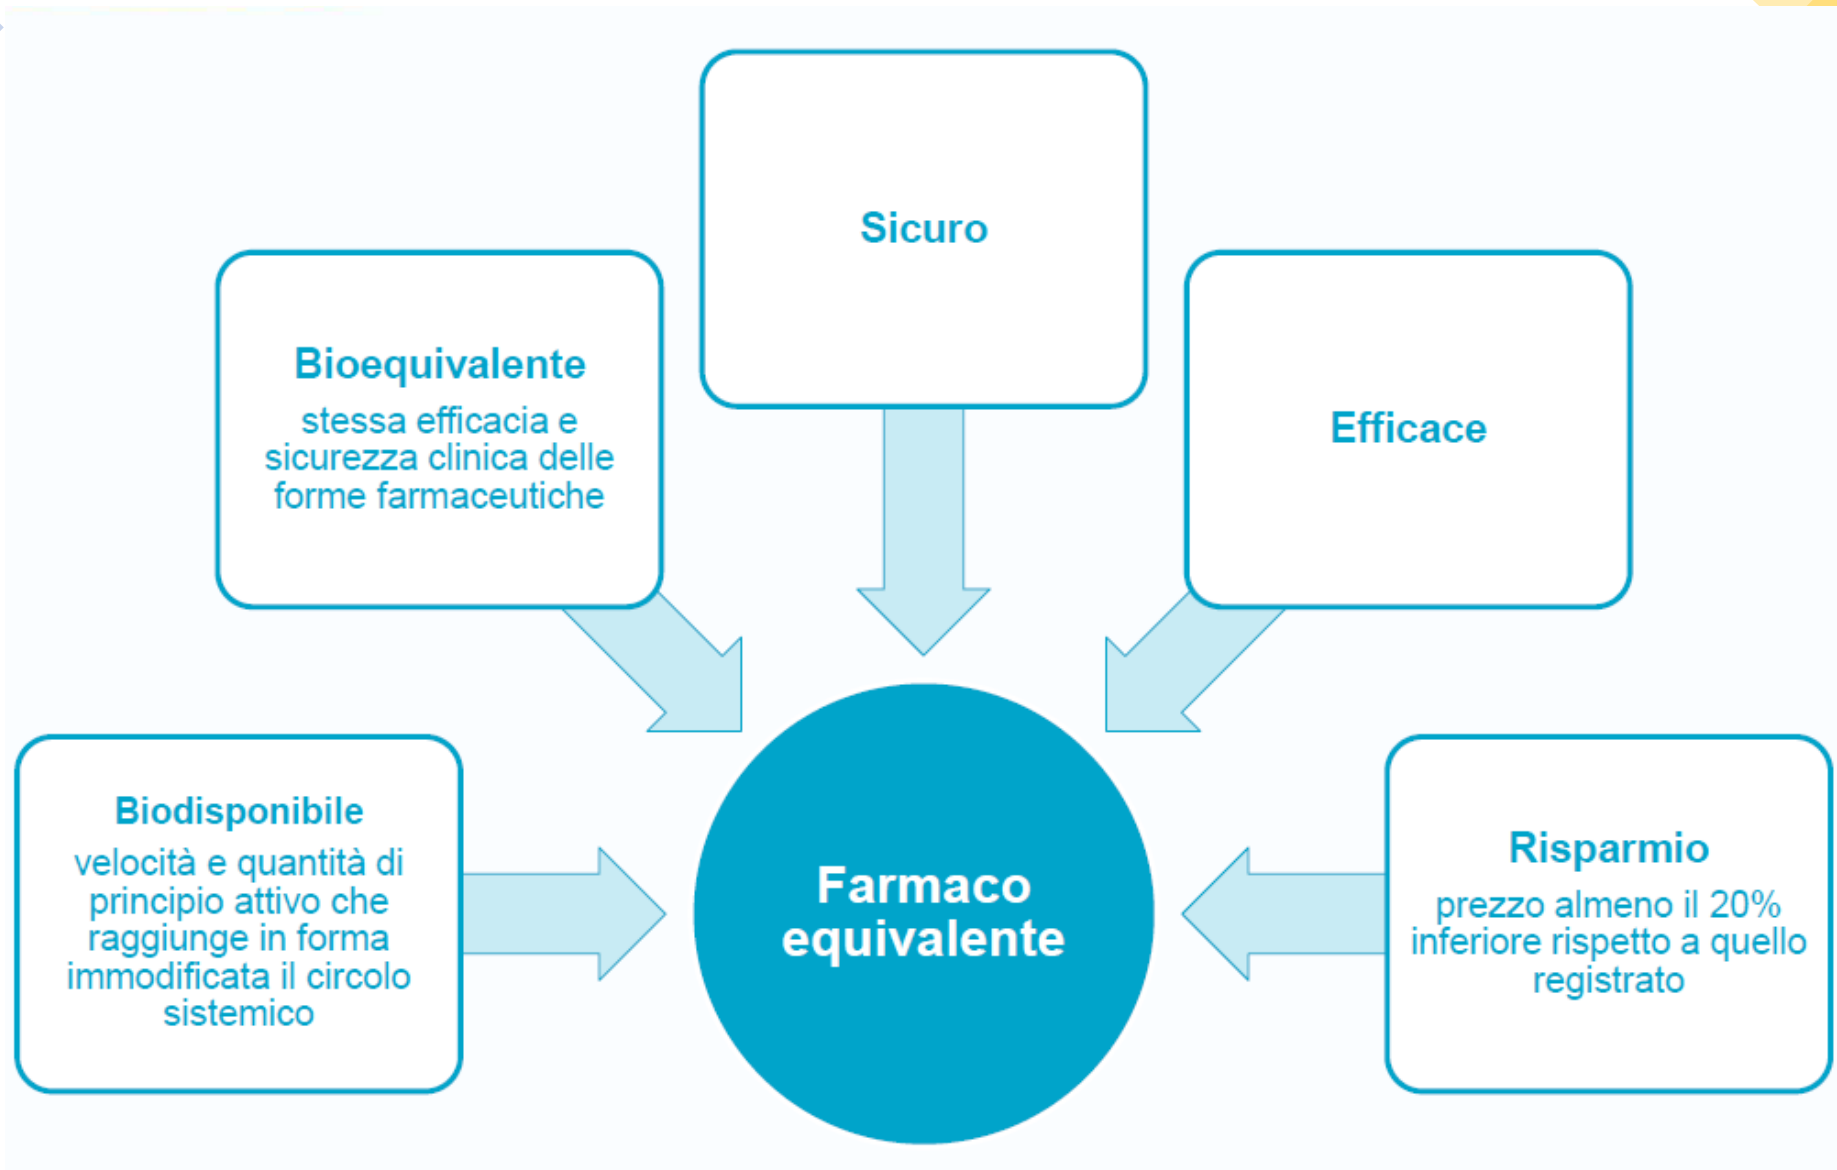 Sicuro
Bioequivalente
stessa efficacia e
sicurezza clinica delle
forme farmaceutiche
Efficace
Biodisponibile
velocità e quantità di
principio attivo che
raggiunge in forma
immodificata il circolo
sistemico
Farmaco
equivalente
Risparmio
prezzo almeno il 20%
inferiore rispetto a quello
registrato